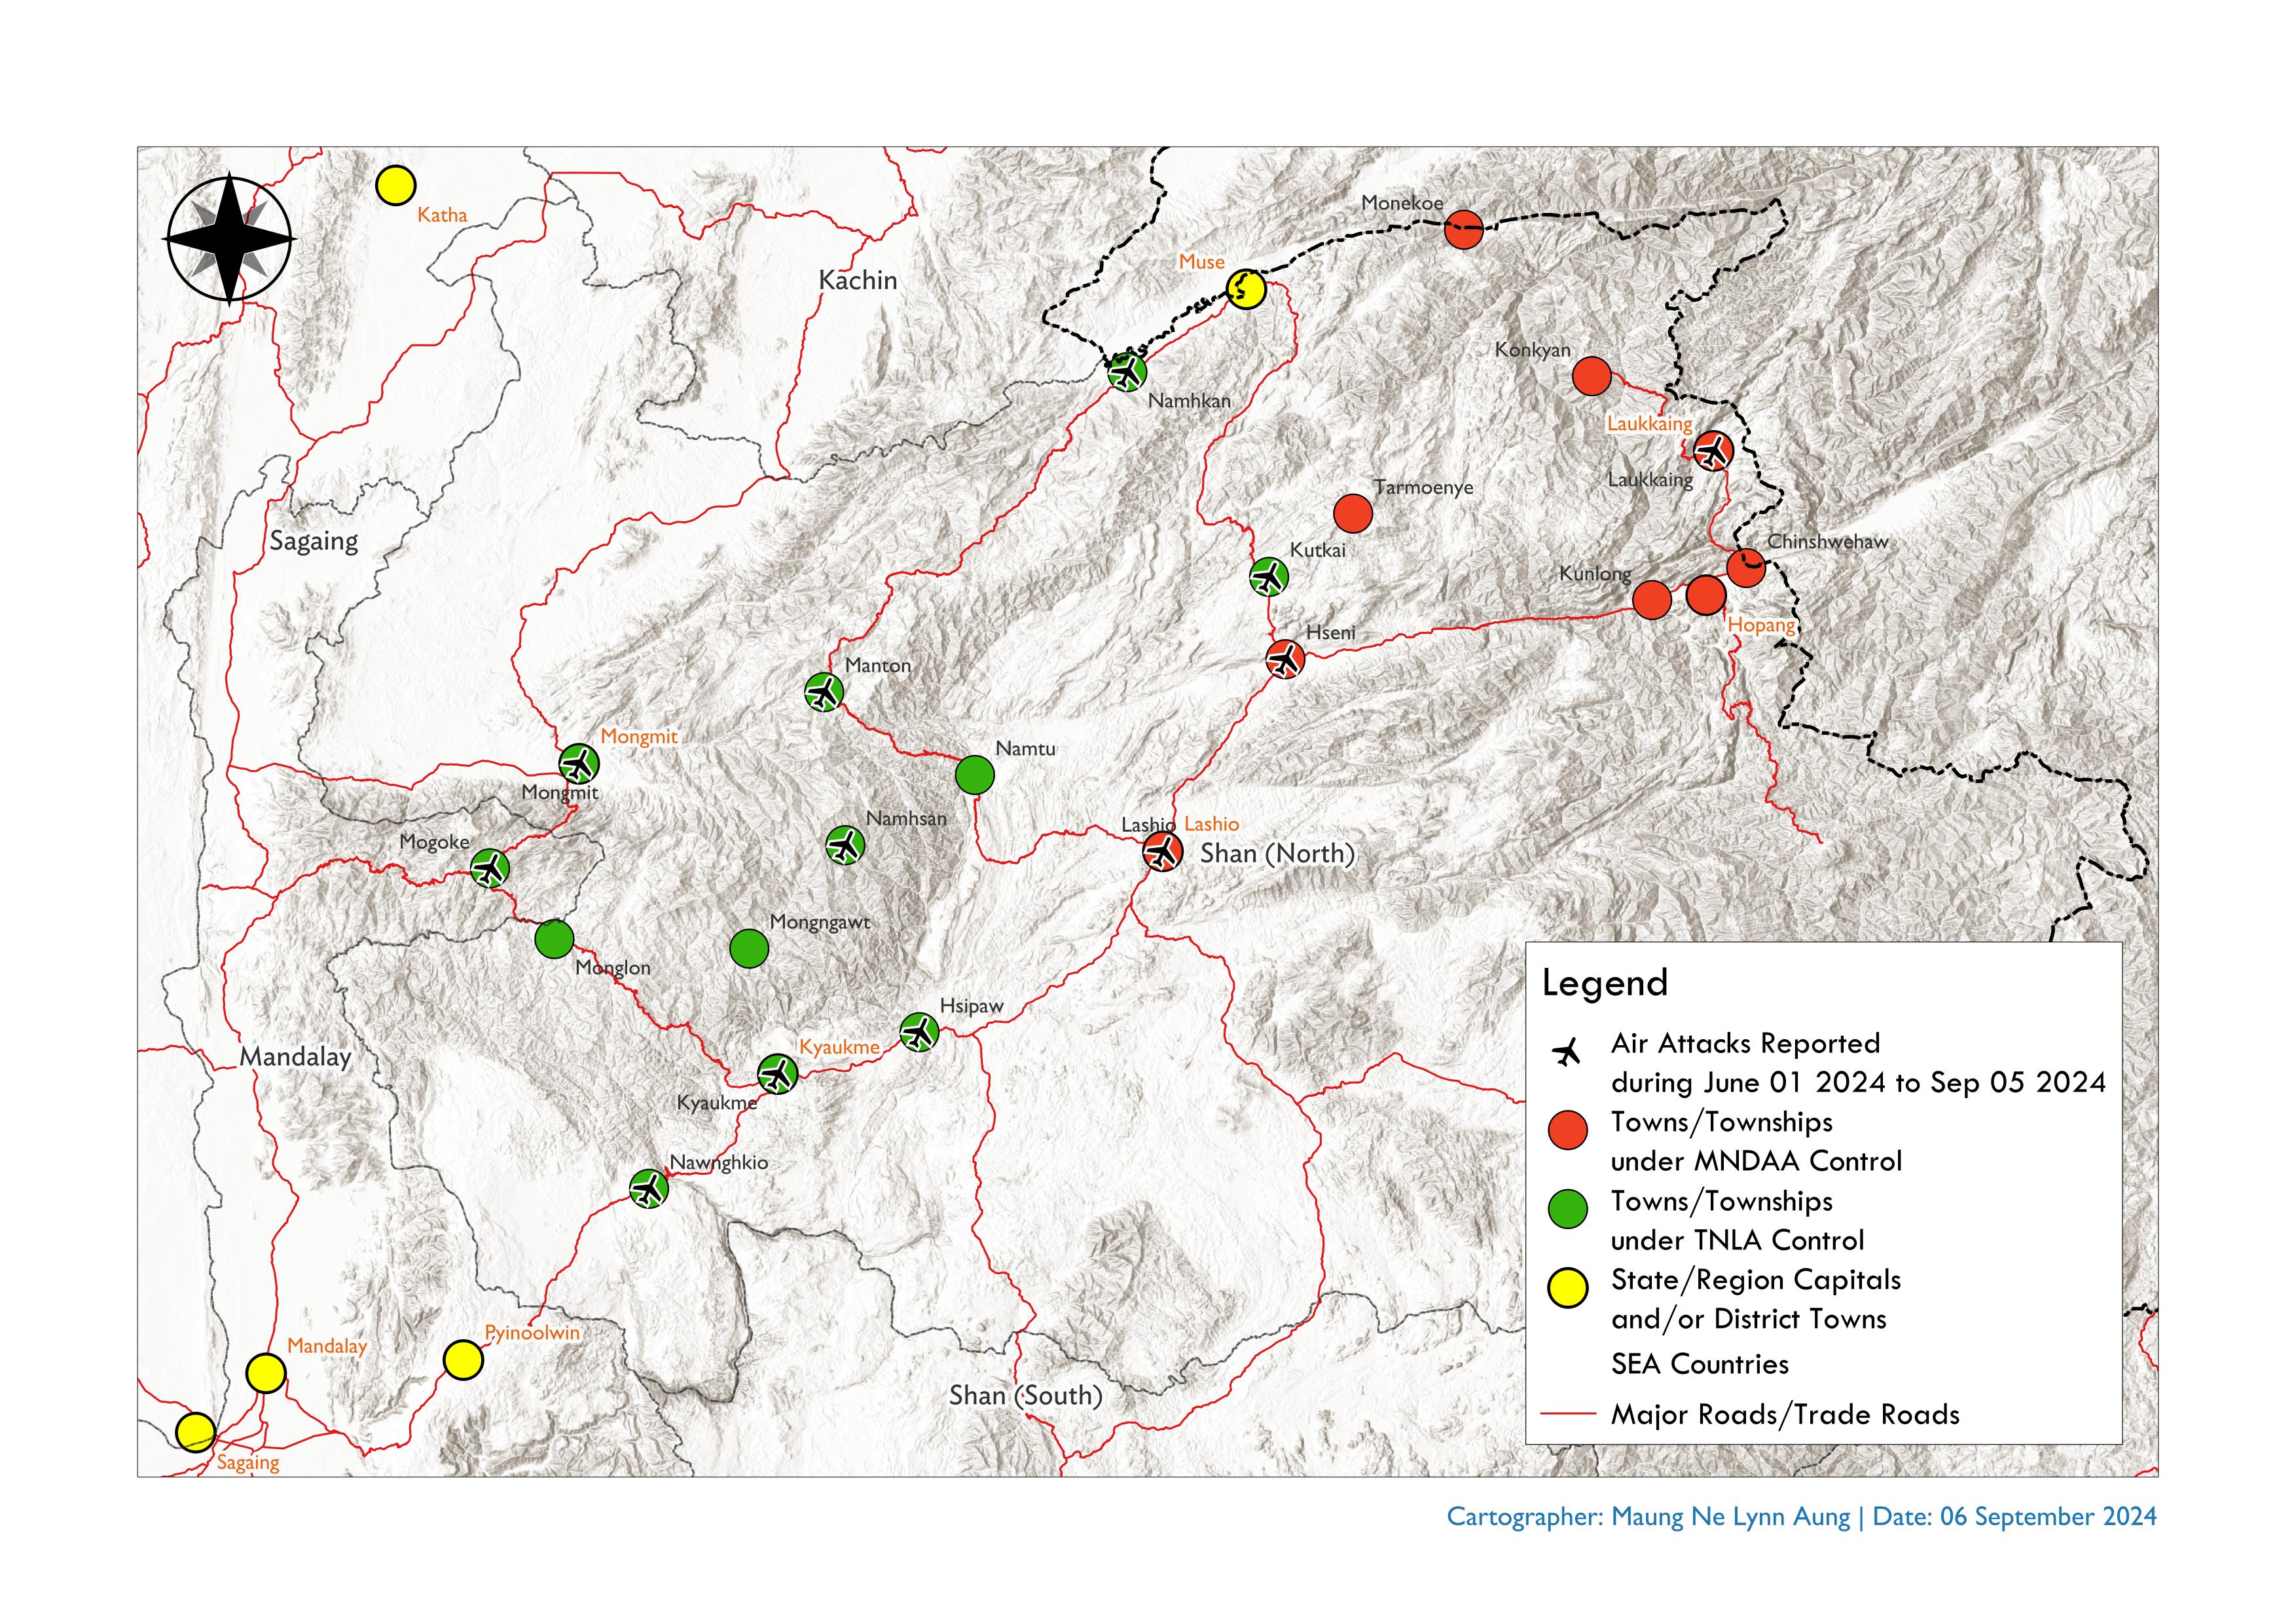 Katha
Monekoe
Muse
Kachin
Konkyan
Namhkan
Laukkaing
Laukkaing
Tarmoenye
Sagaing
Chinshwehaw
Kutkai
Kunlong
Hopang
Hseni
Manton
Mongmit
Namtu
Mongmit
Namhsan
Lashio
Lashio
Mogoke
Shan (North)
Mongngawt
Monglon
Hsipaw
Kyaukme
Mandalay
Kyaukme
Nawnghkio
Pyinoolwin
Mandalay
Shan (South)
Sagaing
Legend
Air Attacks Reported
during June 01 2024 to Sep 05 2024
Towns/Townships
under MNDAA Control
Towns/Townships
under TNLA Control
State/Region Capitals
and/or District Towns
SEA Countries
Major Roads/Trade Roads
Cartographer: Maung Ne Lynn Aung | Date: 06 September 2024